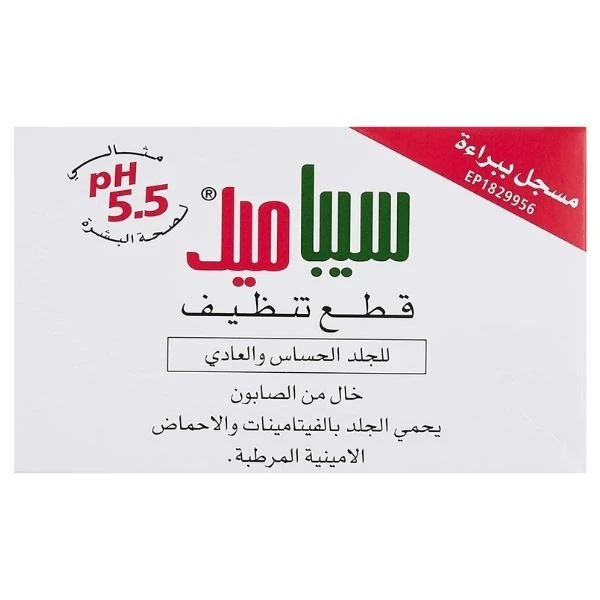 مثالي
pH
5.5
لصحة البشرة
مسجل ببراءة
EP1829956
سيباميد®
قطع تنظيف
للجلد الحساس والعادي
خال من الصابون
يحمي الجلد بالفيتامينات والاحماض
الامينية المرطبة.